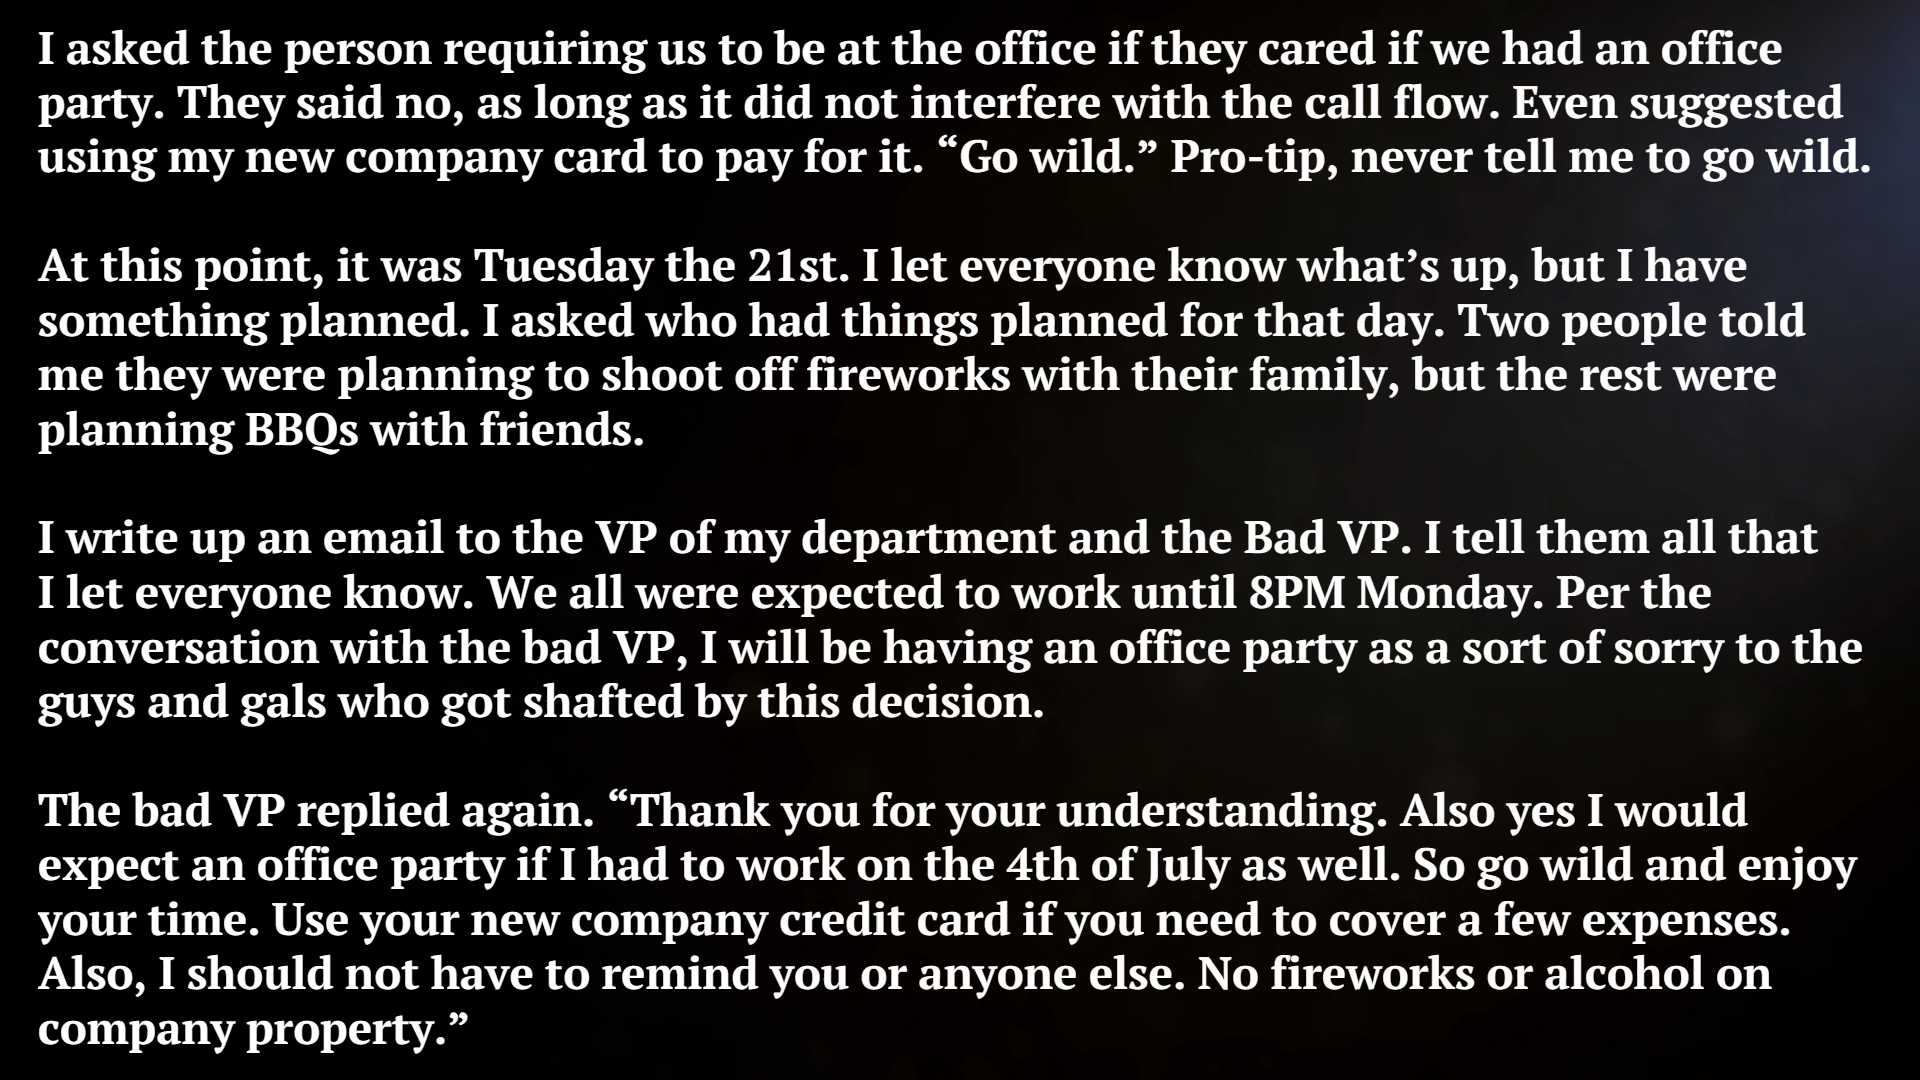 I asked the person requiring us to be at the office if they cared if we had an office
party. They said no, as long as it did not interfere with the call flow. Even suggested
using my new company card to pay for it. “Go wild.” Pro-tip, never tell me to go wild.
At this point, it was Tuesday the 21st. I let everyone know what’s up, but I have
something planned. I asked who had things planned for that day. Two people told
me they were planning to shoot off fireworks with their family, but the rest were
planning BBQs with friends.
I write up an email to the VP of my department and the Bad VP. I tell them all that
I let everyone know. We all were expected to work until 8PM Monday. Per the
conversation with the bad VP, I will be having an office party as a sort of sorry to the
guys and gals who got shafted by this decision.
The bad VP replied again. “Thank you for your understanding. Also yes I would
expect an office party if I had to work on the 4th of July as well. So go wild and enjoy
your time. Use your new company credit card if you need to cover a few expenses.
Also, I should not have to remind you or anyone else. No fireworks or alcohol on
company property.”